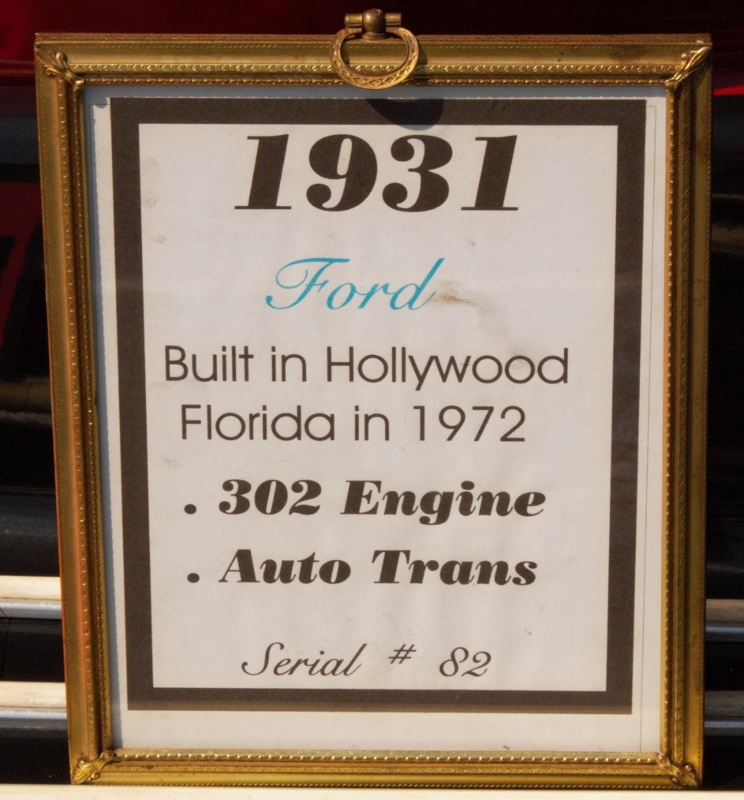 1931
Ford
Built in Hollywood
Florida in 1972
. 302 Engine
. Auto Trans
Serial # 82